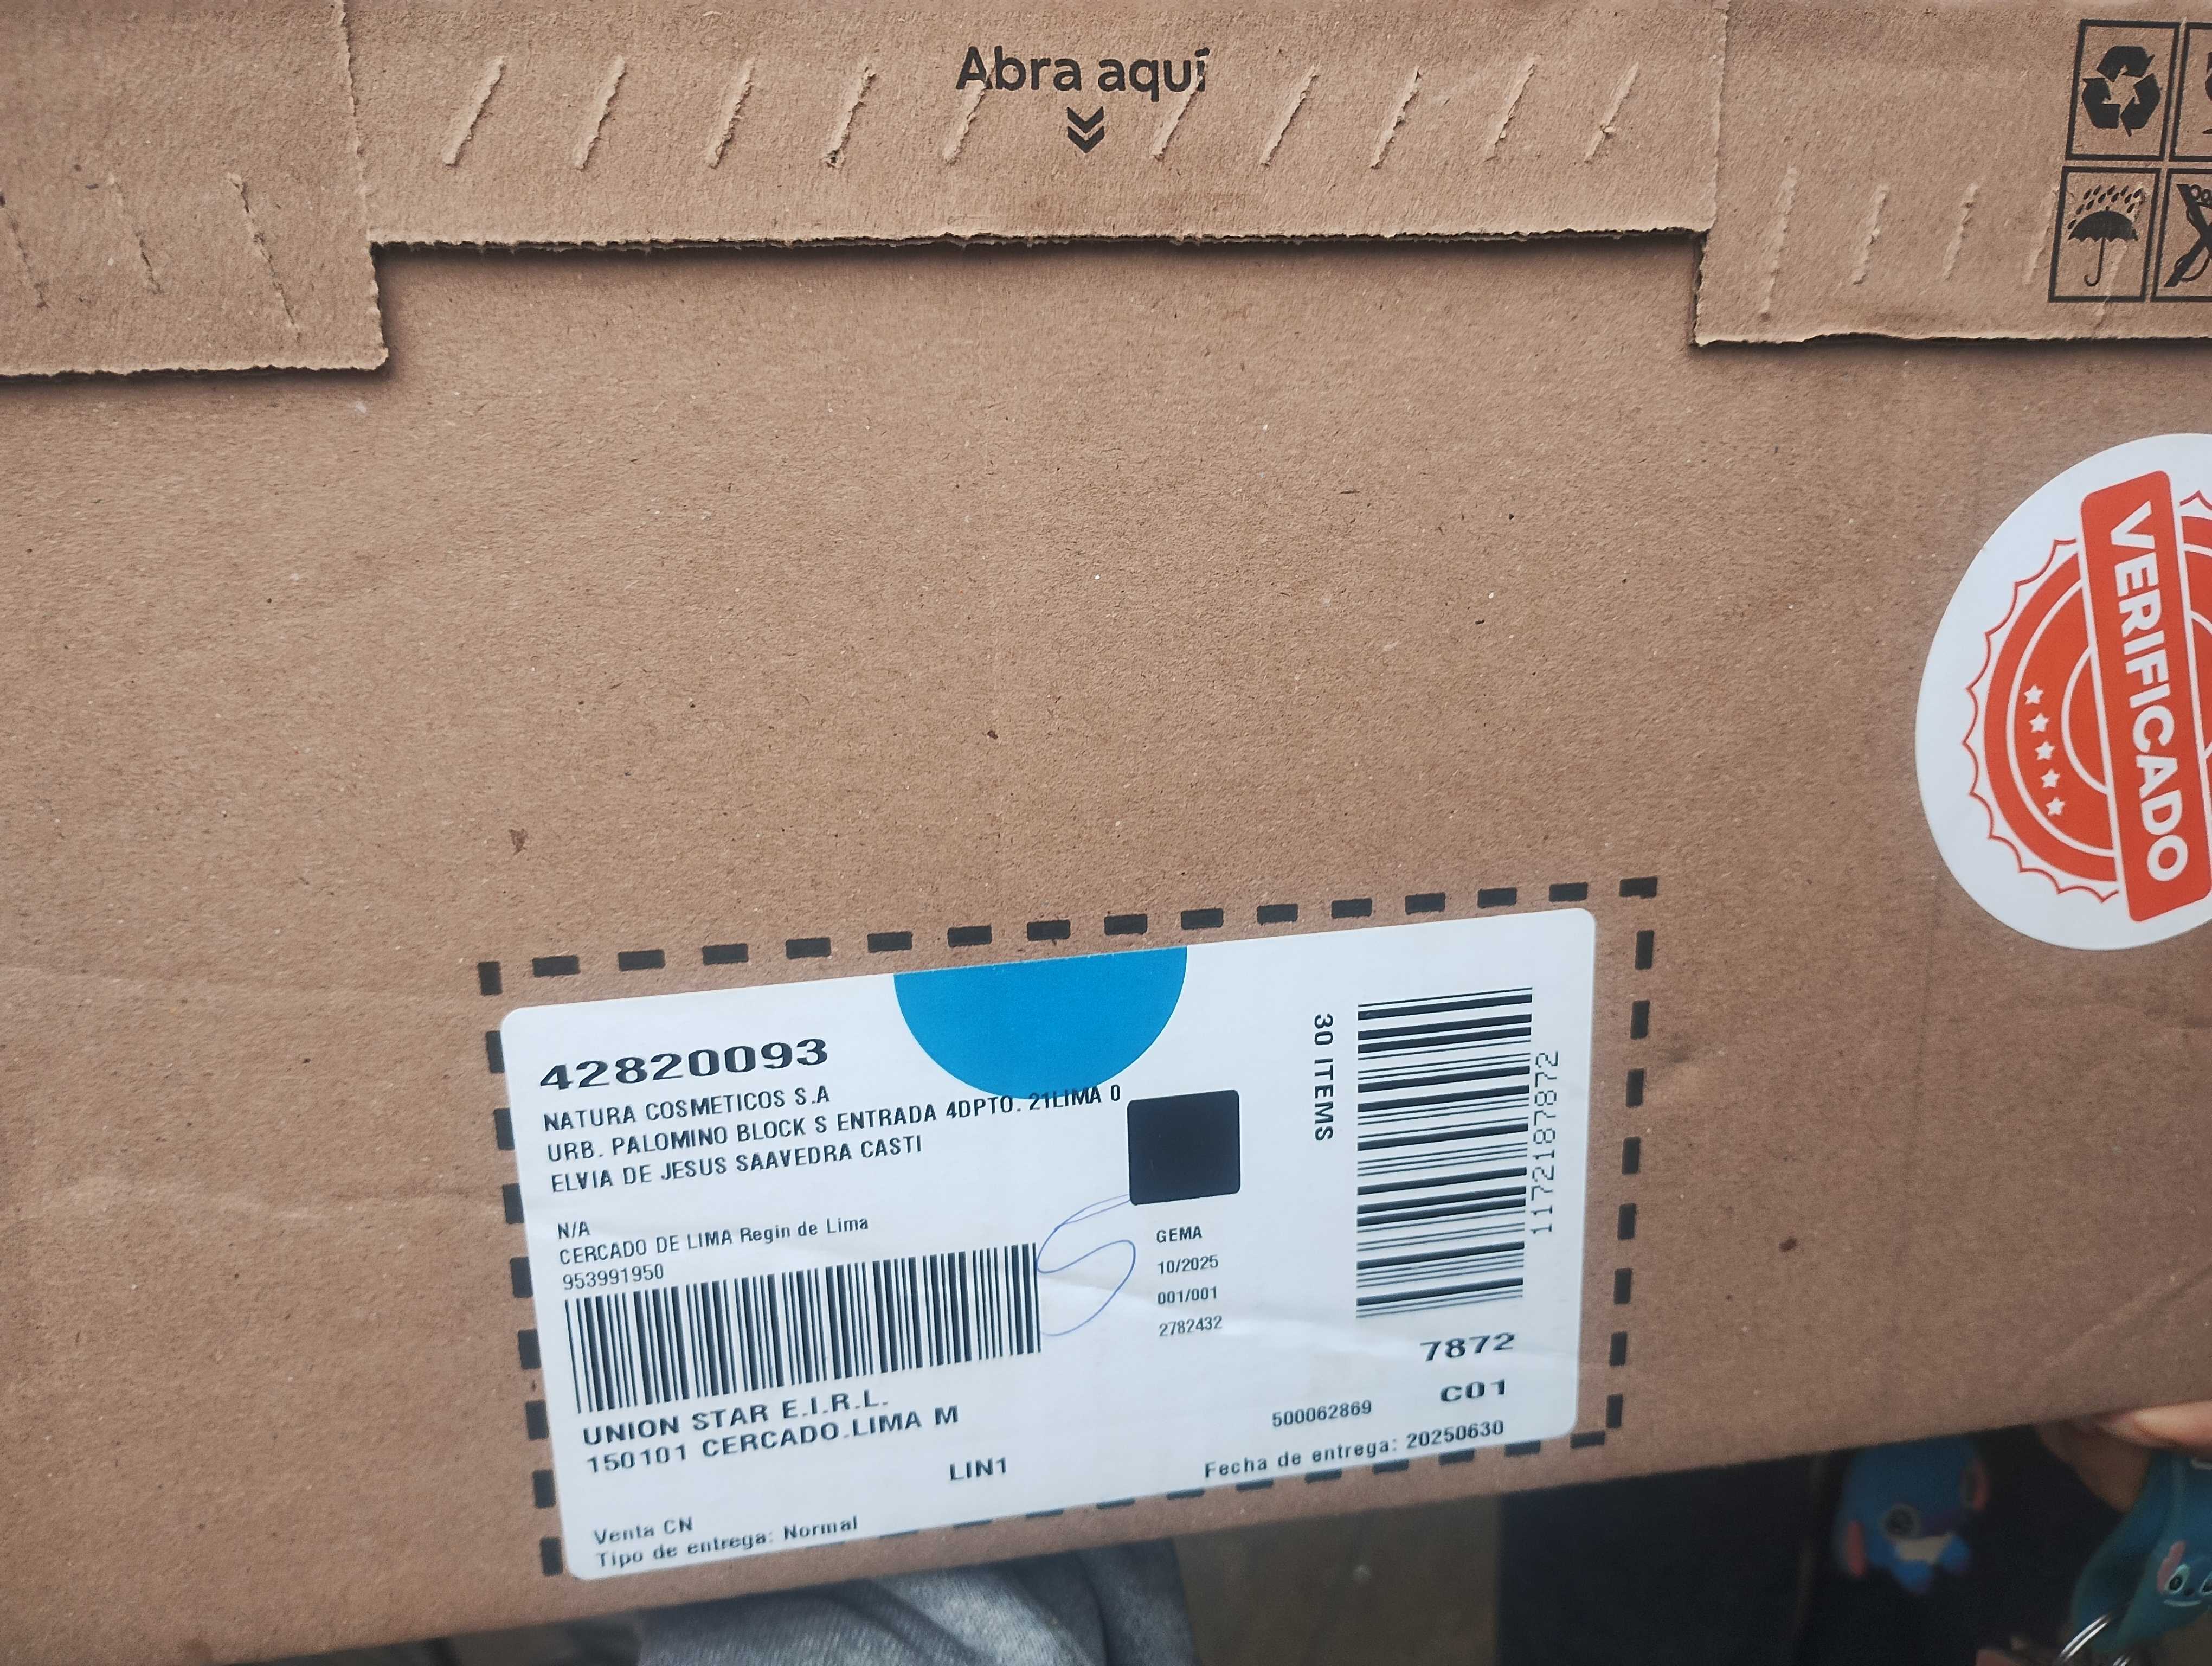 Abra aquí
VERIFICADO
42820093
NATURA COSMETICOS S.A
URB. PALOMINO BLOCK S ENTRADA 4DPTO. 21LIMA 0
ELVIA DE JESUS SAAVEDRA CASTI
N/A
CERCADO DE LIMA Regin de Lima
953991950
UNION STAR E.I.R.L.
150101 CERCADO.LIMA M
LIN1
Venta CN
Tipo de entrega: Normal
GEMA
10/2025
001/001
2782432
30 ITEMS
1172187872
7872
C01
500062869
Fecha de entrega: 20250630